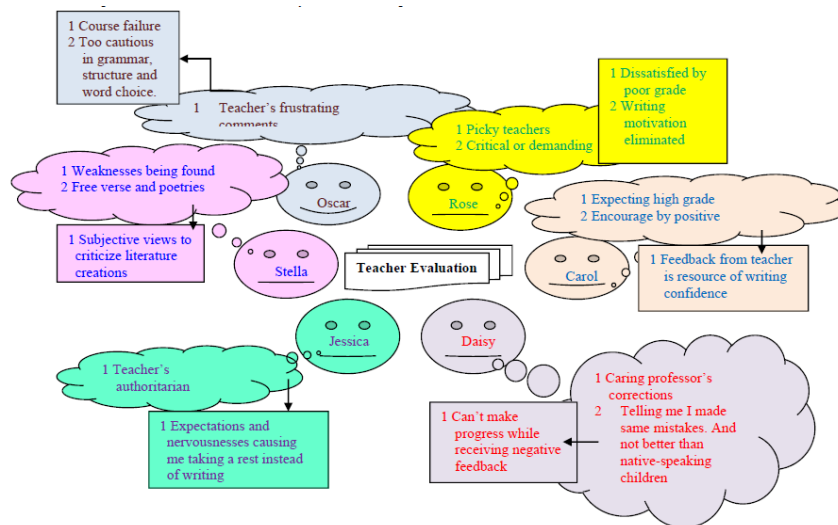 1 Course failure
2 Too cautious
in grammar,
structure and
word choice.
1 Teacher's frustrating
comments
1 Dissatisfied by
poor grade
2 Writing
motivation
eliminated
1 Picky teachers
2 Critical or demanding
1 Weaknesses being found
2 Free verse and poetries
Oscar
Rose
1 Expecting high grade
2 Encourage by positive
1 Subjective views to
criticize literature
creations
Stella
Teacher Evaluation
Carol
1 Feedback from teacher
is resource of writing
confidence
Jessica
Daisy
1 Teacher's
authoritarian
1 Expectations and
nervousnesses causing
me taking a rest instead
of writing
1 Can't make
progress while
receiving negative
feedback
1 Caring professor's
corrections
2 Telling me I made
same mistakes. And
not better than
native-speaking
children